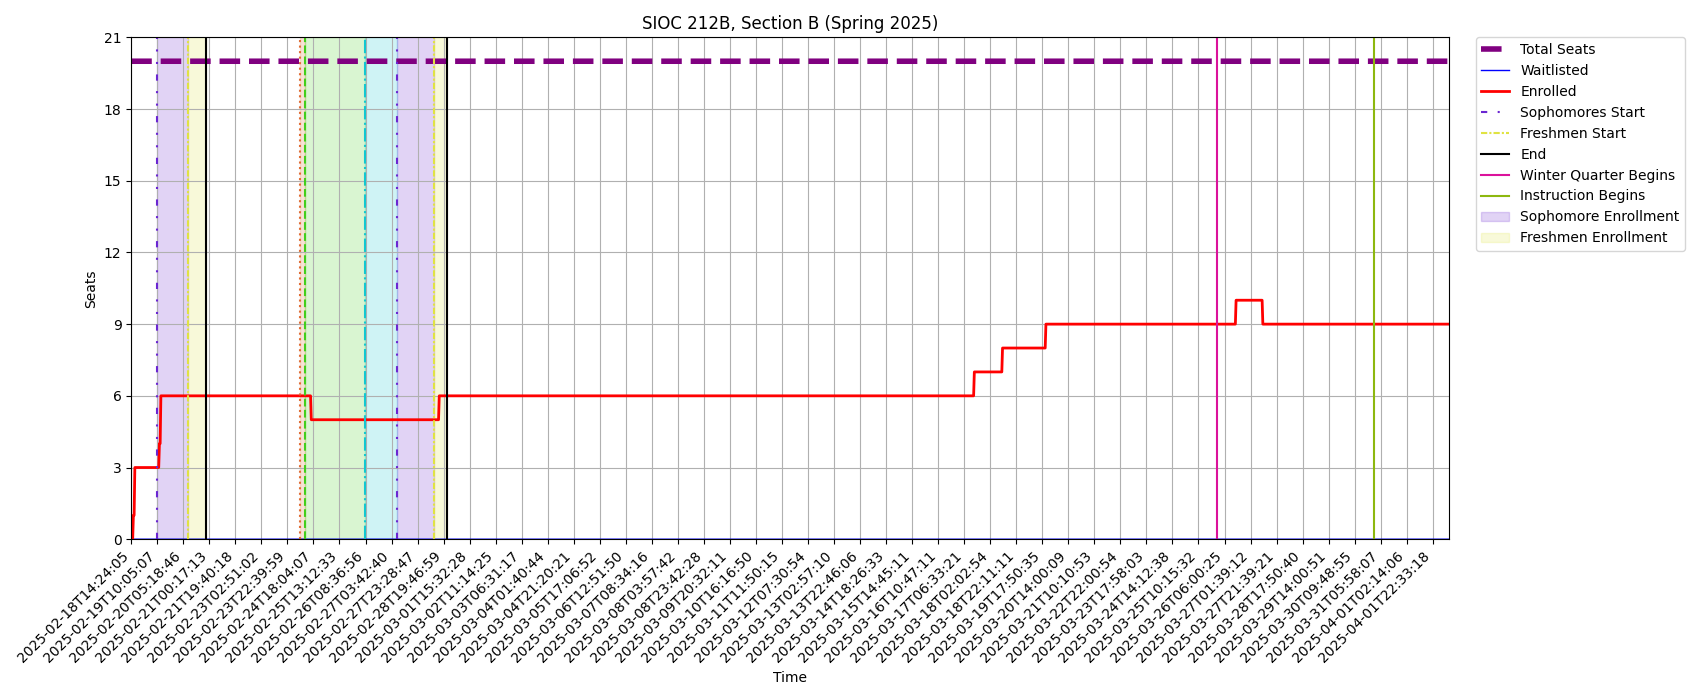 SIOC 212B, Section B (Spring 2025)
21
18
15
12
9
6
3
0
Seats
2025-02-18T14:24:05
2025-02-19T10:05:07
2025-02-20T05:18:46
2025-02-21T00:17:13
2025-02-21T19:40:18
2025-02-23T02:51:02
2025-02-23T22:39:59
2025-02-24T18:04:07
2025-02-25T13:12:33
2025-02-26T08:36:56
2025-02-27T03:42:40
2025-02-27T23:28:47
2025-02-28T19:46:59
2025-03-01T15:32:28
2025-03-02T11:14:25
2025-03-03T06:31:17
2025-03-04T01:40:44
2025-03-04T21:20:21
2025-03-05T17:06:52
2025-03-06T12:51:50
2025-03-07T08:34:16
2025-03-08T03:57:42
2025-03-08T23:42:28
2025-03-09T20:32:11
2025-03-10T16:16:50
2025-03-11T11:50:15
2025-03-12T07:30:54
2025-03-13T02:57:10
2025-03-13T22:46:06
2025-03-14T18:26:33
2025-03-15T14:45:11
2025-03-16T10:47:11
2025-03-17T06:33:21
2025-03-18T02:02:54
2025-03-18T22:11:11
2025-03-19T17:50:35
2025-03-20T14:00:09
2025-03-21T10:10:53
2025-03-22T22:00:54
2025-03-23T17:58:03
2025-03-24T14:12:38
2025-03-25T10:15:32
2025-03-26T06:00:25
2025-03-27T01:39:12
2025-03-27T21:39:21
2025-03-28T17:50:40
2025-03-29T14:00:51
2025-03-30T09:48:55
2025-03-31T05:58:07
2025-04-01T02:14:06
2025-04-01T22:33:18
Time
Total Seats
Waitlisted
Enrolled
Sophomores Start
Freshmen Start
End
Winter Quarter Begins
Instruction Begins
Sophomore Enrollment
Freshmen Enrollment